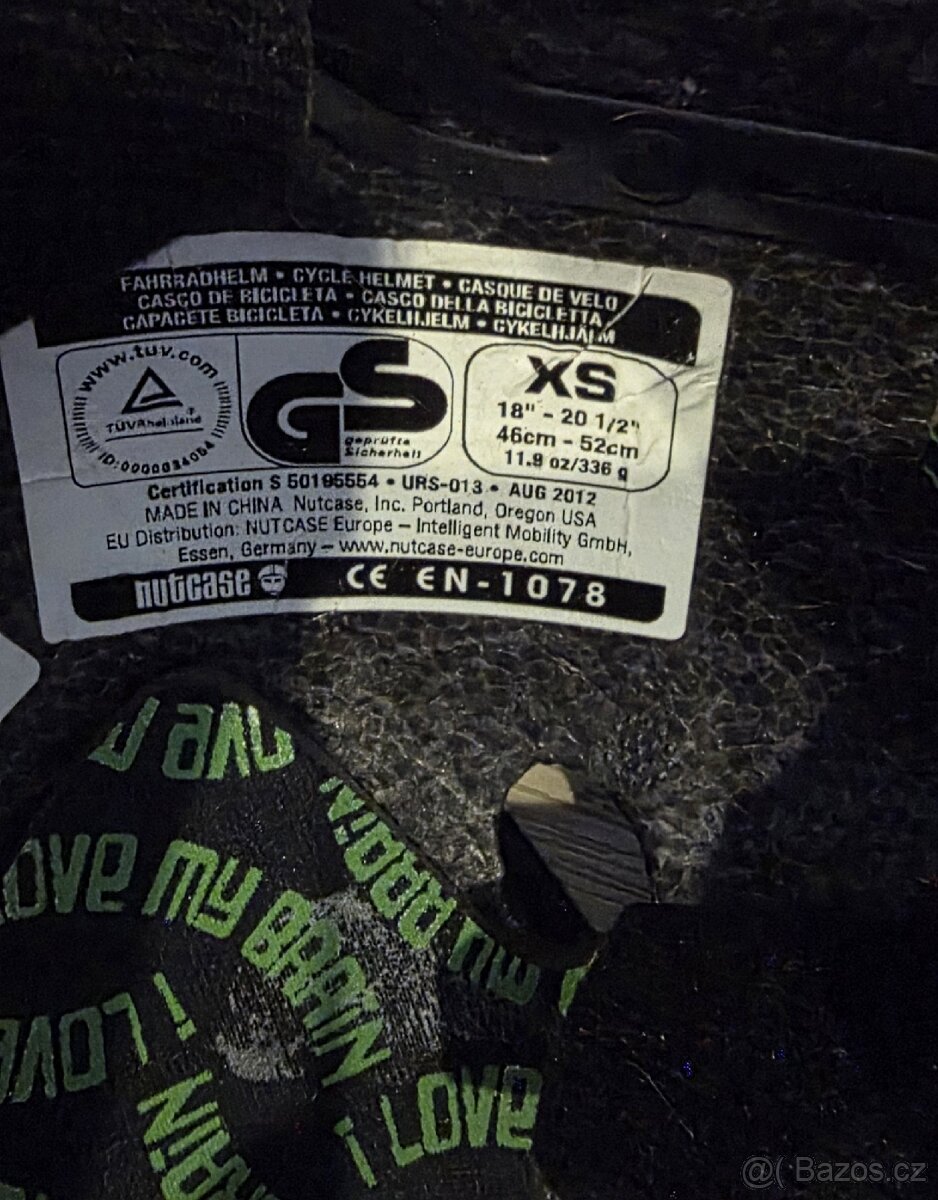 FAHRRADHELM • CYCLE HELMET • CASQUE DE VELO
CASCO DE BICICLETA • CASCO DELLA BICICLETTA
CAPACETE BICICLETA • CYKELHJELM • CYKELHJÄLM
www.tuv.com
TÜVRheinland
ID:0000034054
GS
geprüfte
Sicherheit
XS
18" - 20 1/2"
46cm - 52cm
11.9 oz/336 g
Certification S 50195554 • URS-013 • AUG 2012
MADE IN CHINA Nutcase, Inc. Portland, Oregon USA
EU Distribution: NUTCASE Europe – Intelligent Mobility GmbH,
Essen, Germany – www.nutcase-europe.com
nutcase CE EN-1078
Love my BRAIN
I LOVe
I LOVe
@( Bazos.cz